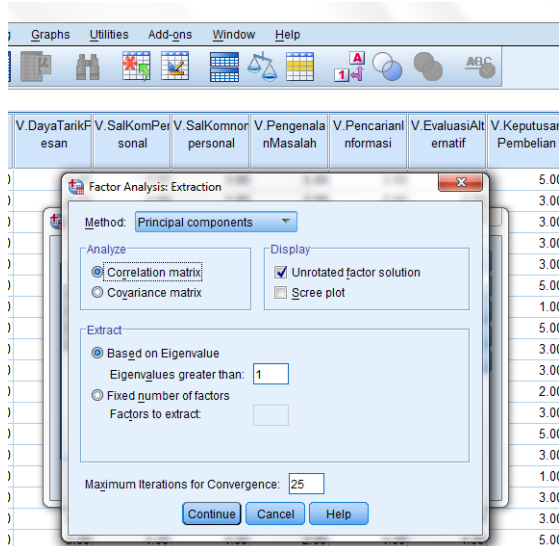 Graphs Utilities Add-ons Window Help
V.DayaTarikP V.SalKomPer V.SalKomnon V.Pengenala V.PencarianI V.EvaluasiAlt V.Keputusan
esan sonal personal nMasalah nformasi ernatif Pembelian
Factor Analysis: Extraction
5.00
3.00
Method: Principal components
3.00
Analyze Display
3.00
Correlation matrix Unrotated factor solution
3.00
Covariance matrix Scree plot
5.00
1.00
Extract
5.00
Based on Eigenvalue
3.00
Eigenvalues greater than: 1
3.00
Fixed number of factors
2.00
Factors to extract:
3.00
5.00
3.00
Maximum Iterations for Convergence: 25
1.00
3.00
Continue Cancel Help
3.00
5.00